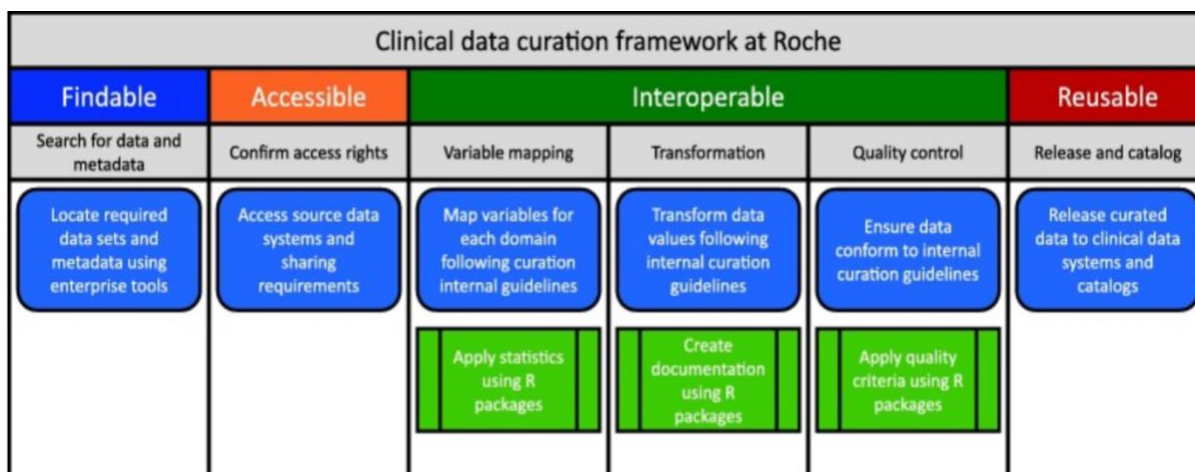 Clinical data curation framework at Roche
Findable
Accessible
Interoperable
Reusable
Search for data and
metadata
Confirm access rights
Variable mapping
Transformation
Quality control
Release and catalog
Locate required
data sets and
metadata using
enterprise tools
Access source data
systems and
sharing
requirements
Map variables for
each domain
following curation
internal guidelines
Transform data
values following
internal curation
guidelines
Ensure data
conform to internal
curation guidelines
Release curated
data to clinical data
systems and
catalogs
Apply statistics
using R
packages
Create
documentation
using R
packages
Apply quality
criteria using R
packages